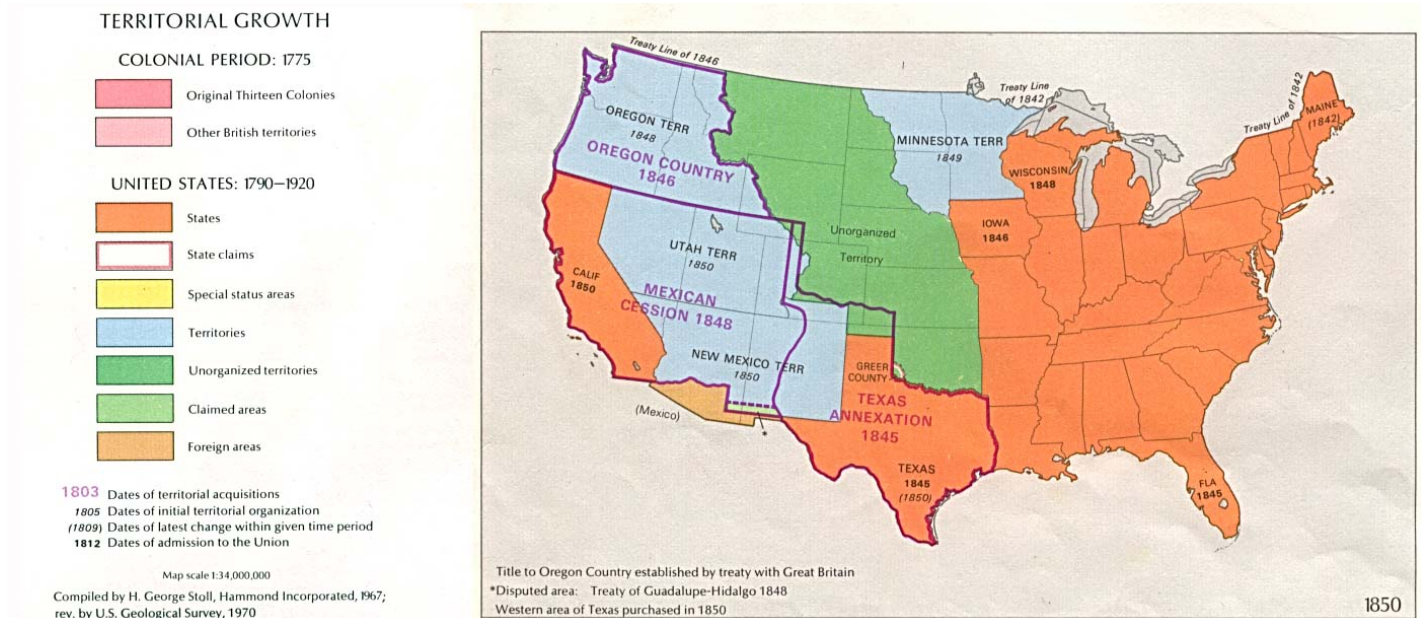 TERRITORIAL GROWTH
COLONIAL PERIOD: 1775
Original Thirteen Colonies
Other British territories
UNITED STATES: 1790–1920
States
State claims
Special status areas
Territories
Unorganized territories
Claimed areas
Foreign areas
1803 Dates of territorial acquisitions
1805 Dates of initial territorial organization
(1809) Dates of latest change within given time period
1812 Dates of admission to the Union
Map scale 1:34,000,000
Compiled by H. George Stoll, Hammond Incorporated, 1967;
rev. by U.S. Geological Survey, 1970
Treaty Line of 1846
Treaty Line
of 1842
Treaty Line of 1842
MAINE
(1842)
OREGON TERR
1848
OREGON COUNTRY
1846
MINNESOTA TERR
1849
WISCONSIN
1848
IOWA
1846
Unorganized
Territory
UTAH TERR
1850
CALIF
1850
MEXICAN
CESSION 1848
NEW MEXICO TERR
1850
GREER
COUNTY
TEXAS
ANNEXATION
1845
(Mexico)
*
TEXAS
1845
(1850)
FLA
1845
Title to Oregon Country established by treaty with Great Britain
*Disputed area: Treaty of Guadalupe-Hidalgo 1848
Western area of Texas purchased in 1850
1850